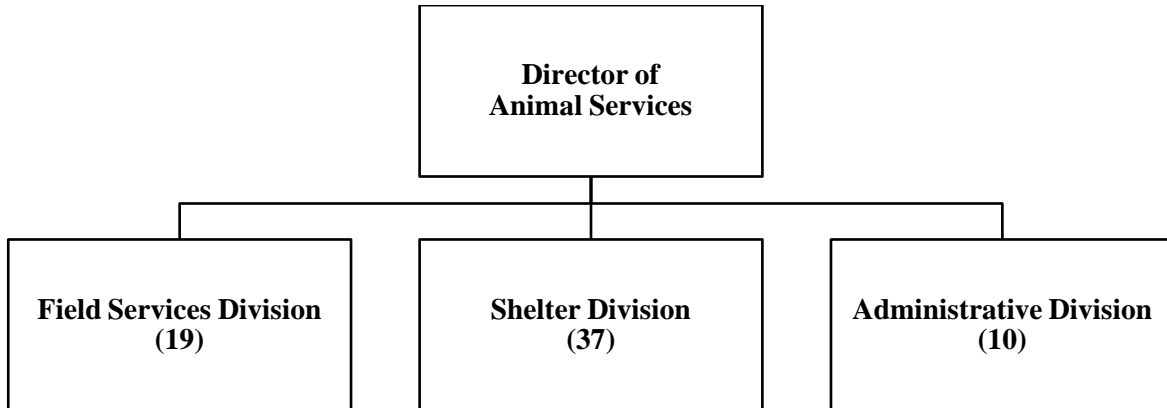 Director of
Animal Services
Field Services Division
(19)
Shelter Division
(37)
Administrative Division
(10)